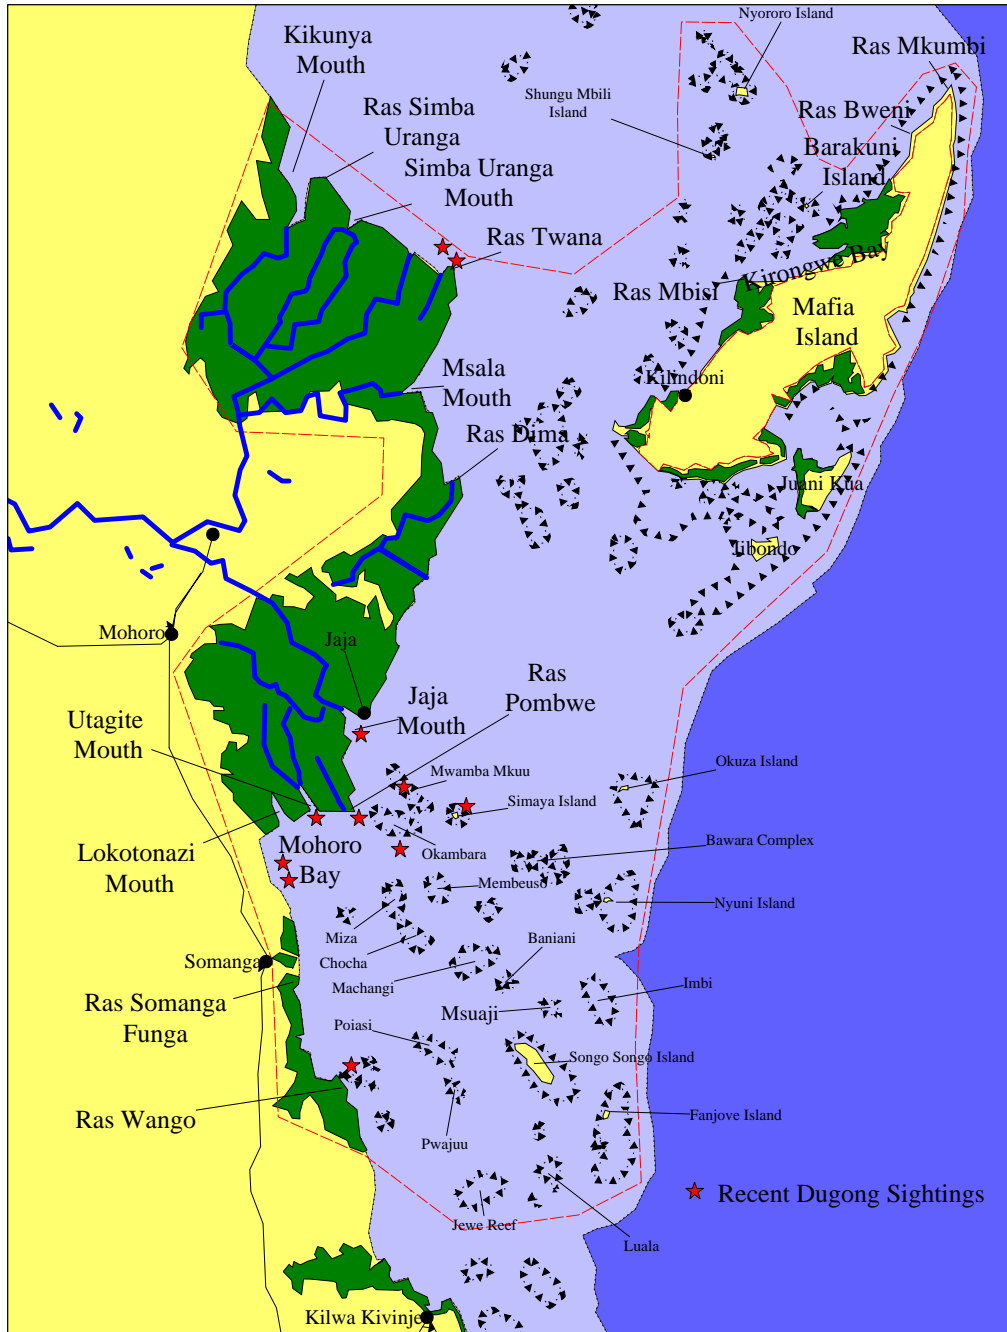 Nyororo Island
Kikunya
Mouth
Ras Mkumbi
Shungu Mbili
Island
Ras Simba
Uranga
Ras Bweni
Simba Uranga
Mouth
Barakuni
Island
Ras Twana
Kirongwe Bay
Ras Mbisi
Mafia
Island
Msala
Mouth
Kilindoni
Ras Dima
Juani Kua
Jibondo
Mohoro
Jaja
Ras
Pombwe
Jaja
Mouth
Utagite
Mouth
Okuza Island
Mwamba Mkuu
Simaya Island
Lokotonazi
Mouth
Mohoro
Bay
Okambara
Bawara Complex
Membeuso
Nyuni Island
Miza
Chocha
Baniani
Somanga
Machangi
Imbi
Ras Somanga
Funga
Msuaji
Poiasi
Songo Songo Island
Ras Wango
Fanjove Island
Pwajuu
Recent Dugong Sightings
Jewe Reef
Luala
Kilwa Kivinje